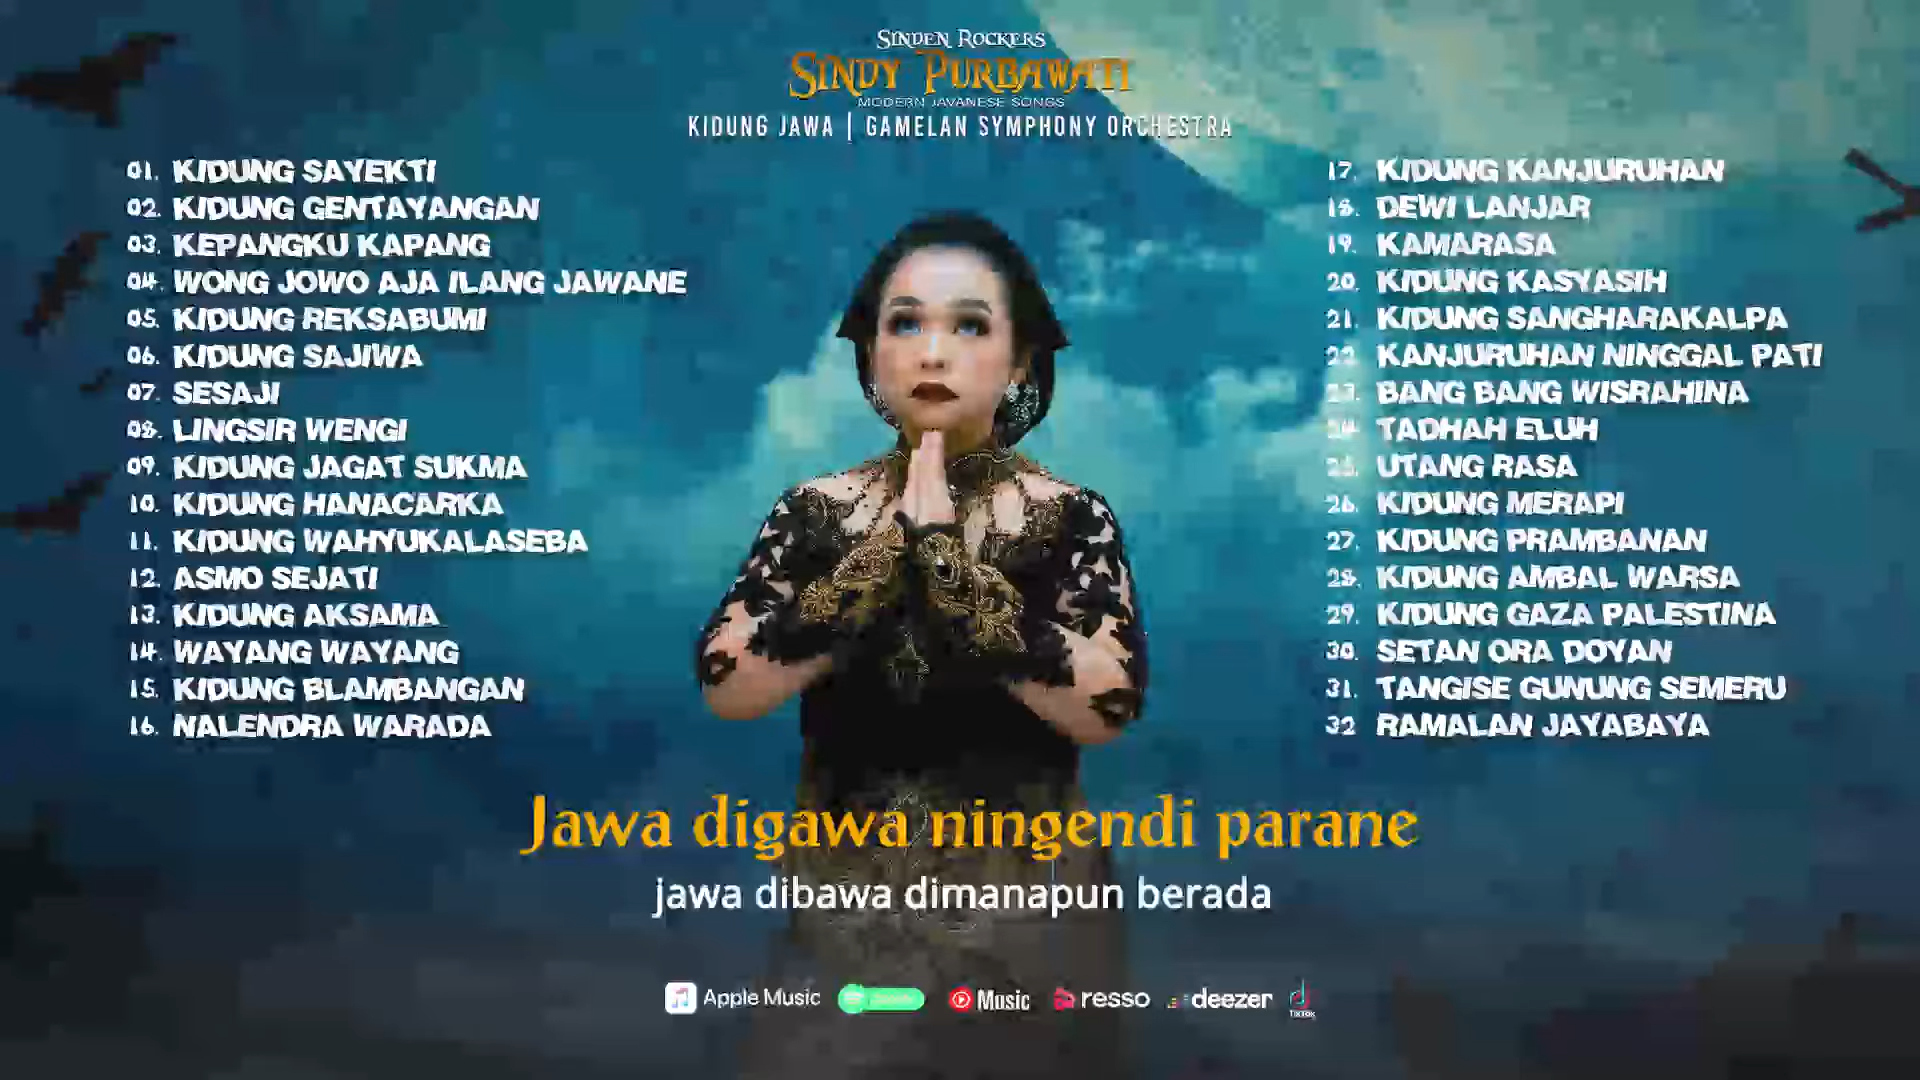 SINDEN ROCKERS
SINDY PURBAWATI
MODERN JAVANESE SONGS
KIDUNG JAWA | GAMELAN SYMPHONY ORCHESTRA
01. KIDUNG SAYEKTI
02. KIDUNG GENTAYANGAN
03. KEPANGKU KAPANG
04. WONG JOWO AJA ILANG JAWANE
05. KIDUNG REKSABUMI
06. KIDUNG SAJIWA
07. SESAJI
08. LINGSIR WENGI
09. KIDUNG JAGAT SUKMA
10. KIDUNG HANACARKA
11. KIDUNG WAHYUKALASEBA
12. ASMO SEJATI
13. KIDUNG AKSAMA
14. WAYANG WAYANG
15. KIDUNG BLAMBANGAN
16. NALENDRA WARADA
17. KIDUNG KANJURUHAN
18. DEWI LANJAR
19. KAMARASA
20. KIDUNG KASYASIH
21. KIDUNG SANGHARAKALPA
22. KANJURUHAN NINGGAL PATI
23. BANG BANG WISRAHINA
24. TADHAH ELUH
25. UTANG RASA
26. KIDUNG MERAPI
27. KIDUNG PRAMBANAN
28. KIDUNG AMBAL WARSA
29. KIDUNG GAZA PALESTINA
30. SETAN ORA DOYAN
31. TANGISE GUNUNG SEMERU
32 RAMALAN JAYABAYA
Jawa digawa ningendi parane
jawa dibawa dimanapun berada
Apple Music
Music
resso
deezer
TikTok